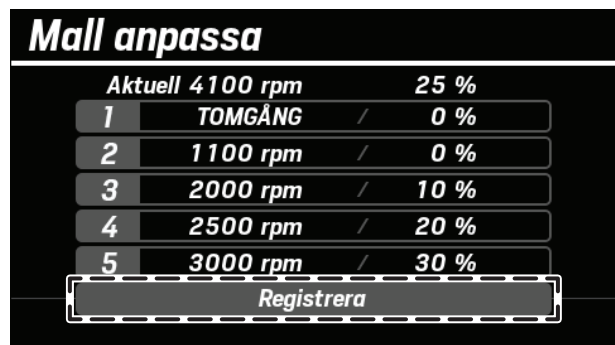 Mall anpassa
Aktuell 4100 rpm 25 %
1 TOMGÅNG / 0 %
2 1100 rpm / 0 %
3 2000 rpm / 10 %
4 2500 rpm / 20 %
5 3000 rpm / 30 %
Registrera